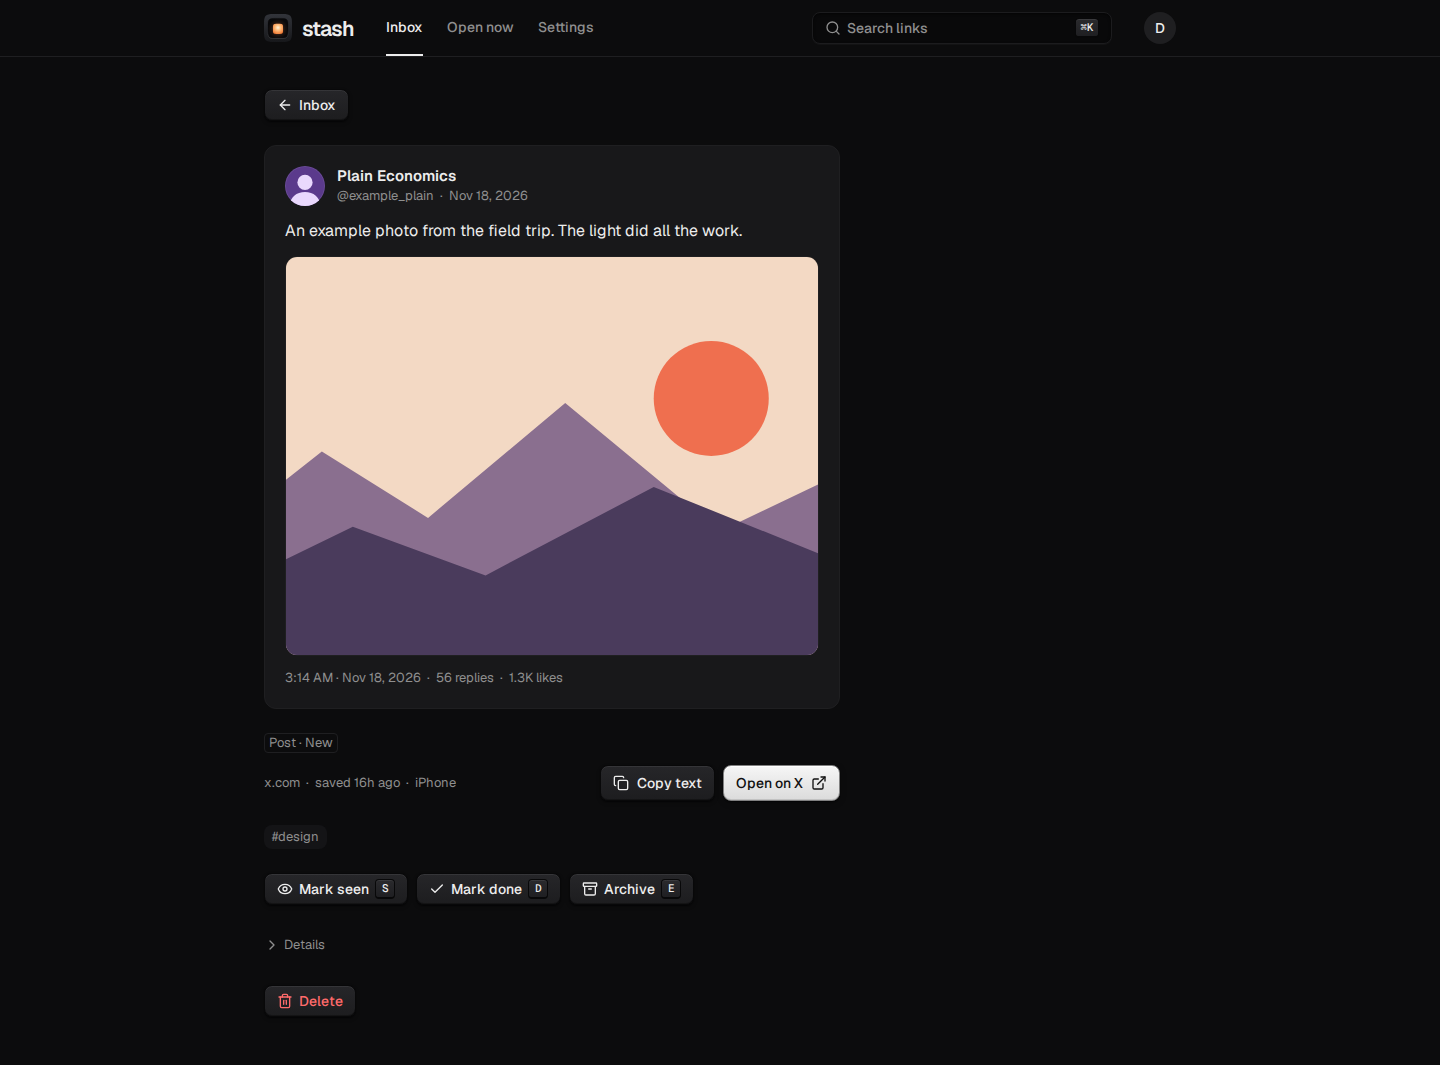 stash
Inbox
Open now
Settings
Search links
⌘K
D
Inbox
Plain Economics
@example_plain · Nov 18, 2026
An example photo from the field trip. The light did all the work.
3:14 AM · Nov 18, 2026 · 56 replies · 1.3K likes
Post · New
x.com · saved 16h ago · iPhone
Copy text
Open on X
#design
Mark seen S
Mark done D
Archive E
Details
Delete